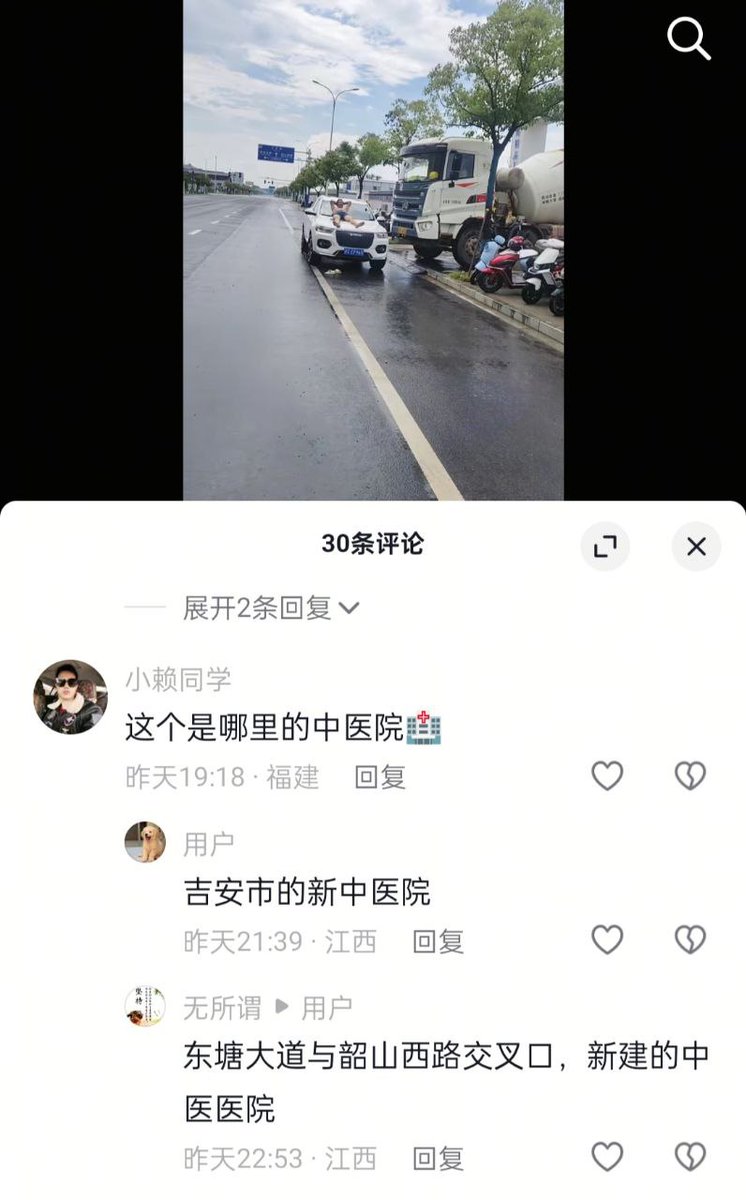 30条评论
展开2条回复
小赖同学
这个是哪里的中医院
昨天19:18 · 福建 回复
用户
吉安市的新中医院
昨天21:39 · 江西 回复
无所谓 ▶ 用户
东塘大道与韶山西路交叉口，新建的中
医医院
昨天22:53 · 江西 回复